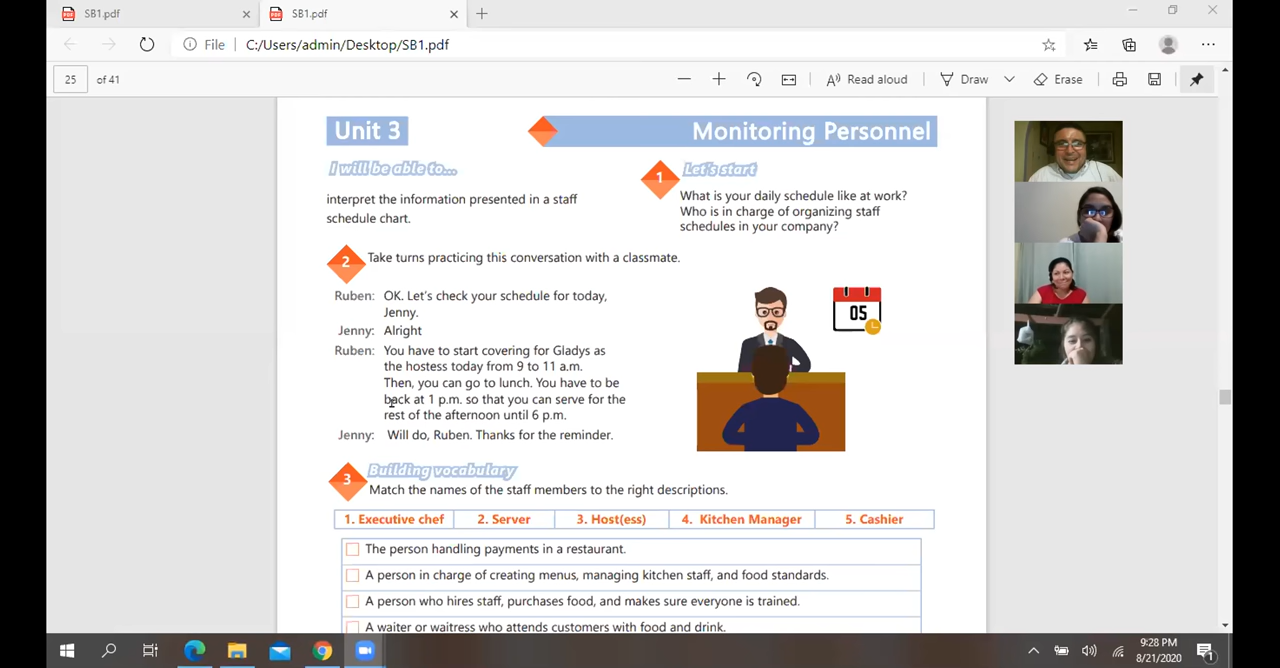 SB1.pdf
SB1.pdf
File
C:/Users/admin/Desktop/SB1.pdf
25 of 41
Read aloud
Draw
Erase
Unit 3
Monitoring Personnel
I will be able to...
interpret the information presented in a staff
schedule chart.
1
Let's start
What is your daily schedule like at work?
Who is in charge of organizing staff
schedules in your company?
2
Take turns practicing this conversation with a classmate.
Ruben: OK. Let's check your schedule for today,
Jenny.
Jenny: Alright
Ruben: You have to start covering for Gladys as
the hostess today from 9 to 11 a.m.
Then, you can go to lunch. You have to be
back at 1 p.m. so that you can serve for the
rest of the afternoon until 6 p.m.
Jenny: Will do, Ruben. Thanks for the reminder.
05
3
Building vocabulary
Match the names of the staff members to the right descriptions.
1. Executive chef
2. Server
3. Host(ess)
4. Kitchen Manager
5. Cashier
The person handling payments in a restaurant.
A person in charge of creating menus, managing kitchen staff, and food standards.
A person who hires staff, purchases food, and makes sure everyone is trained.
A waiter or waitress who attends customers with food and drink.
9:28 PM
8/21/2020
1